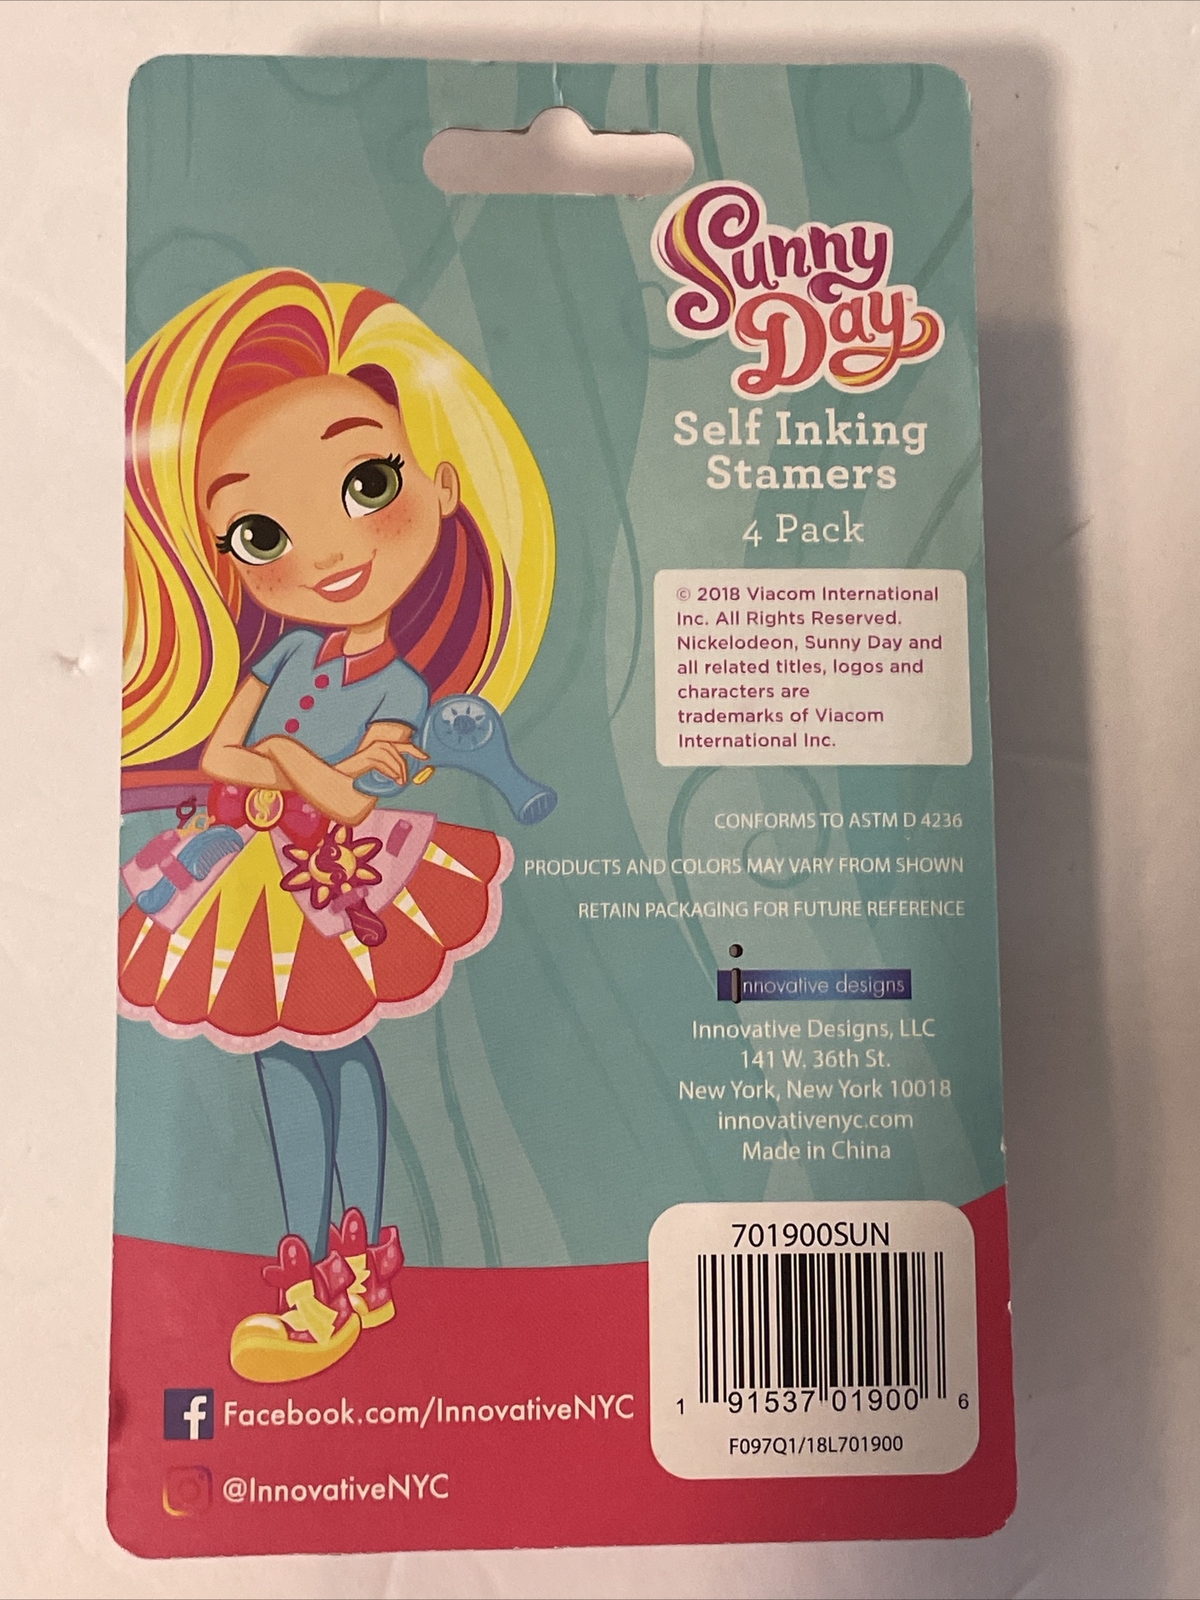 Sunny
Day™
Self Inking
Stamers
4 Pack
© 2018 Viacom International
Inc. All Rights Reserved.
Nickelodeon, Sunny Day and
all related titles, logos and
characters are
trademarks of Viacom
International Inc.
CONFORMS TO ASTM D 4236
PRODUCTS AND COLORS MAY VARY FROM SHOWN
RETAIN PACKAGING FOR FUTURE REFERENCE
innovative designs
Innovative Designs, LLC
141 W. 36th St.
New York, New York 10018
innovativenyc.com
Made in China
701900SUN
1 91537 01900 6
F097Q1/18L701900
f Facebook.com/InnovativeNYC
@InnovativeNYC